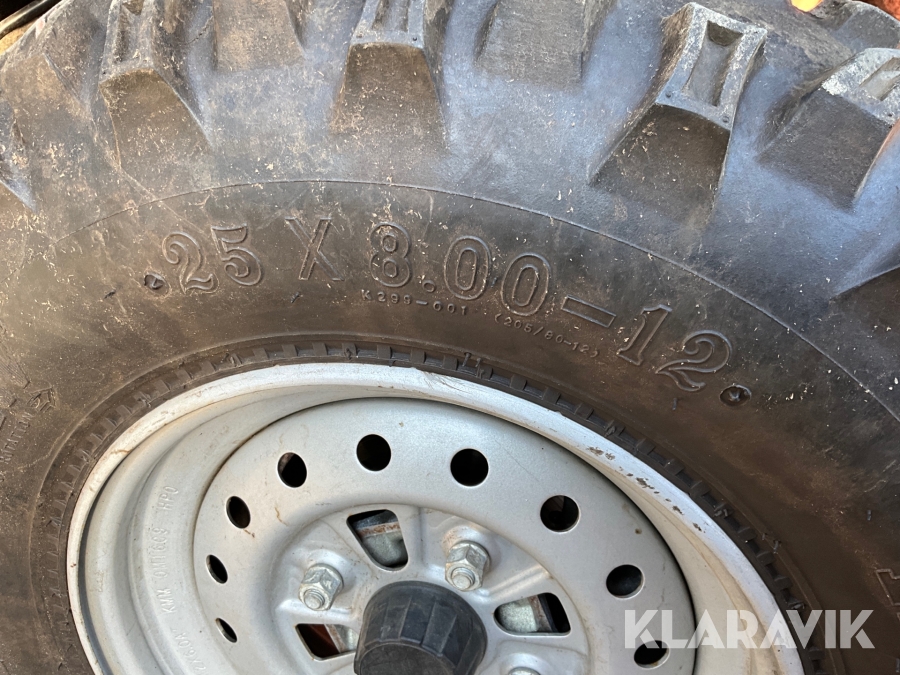 25 X 8.00-12
K299-001 (205/80-12)
KLARAVIK